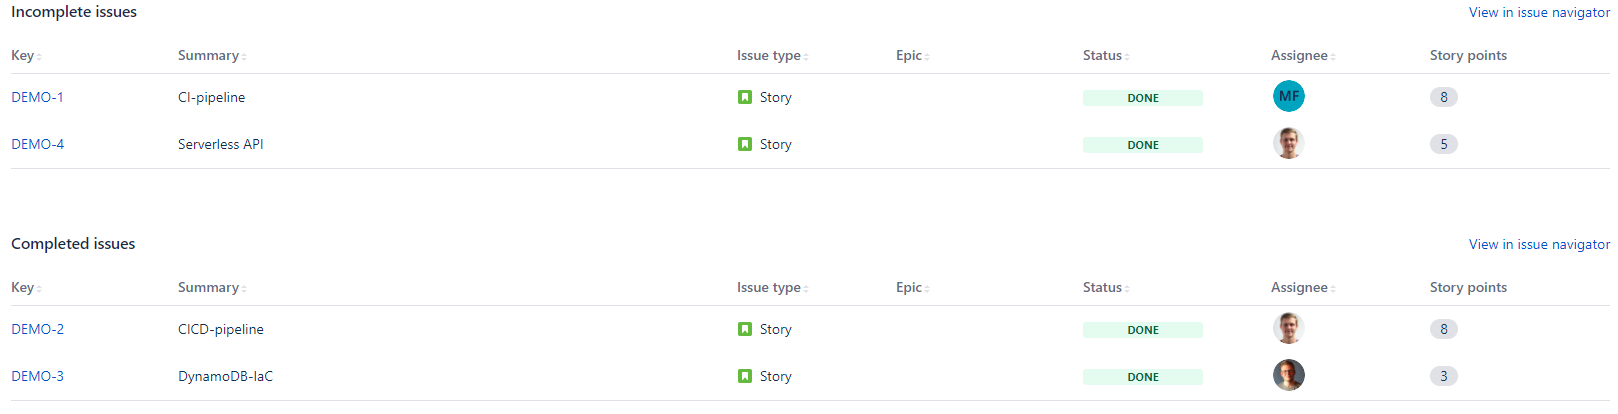 Incomplete issues View in issue navigator
Key Summary Issue type Epic Status Assignee Story points
DEMO-1 CI-pipeline Story DONE MF 8
DEMO-4 Serverless API Story DONE 5
Completed issues View in issue navigator
Key Summary Issue type Epic Status Assignee Story points
DEMO-2 CICD-pipeline Story DONE 8
DEMO-3 DynamoDB-IaC Story DONE 3